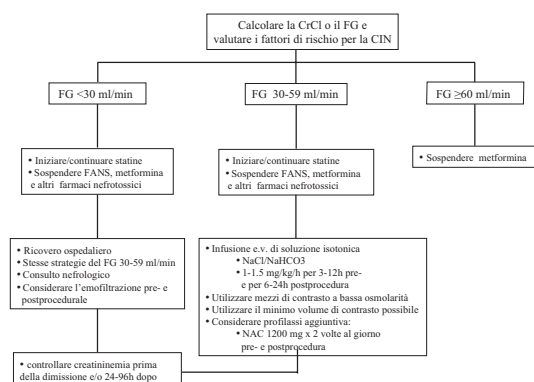 Calcolare la CrCl o il FG e
valutare i fattori di rischio per la CIN
FG <30 ml/min
FG 30-59 ml/min
FG ≥60 ml/min
• Iniziare/continuare statine
• Sospendere FANS, metformina
e altri farmaci nefrotossici
• Iniziare/continuare statine
• Sospendere FANS, metformina
e altri farmaci nefrotossici
• Sospendere metformina
• Ricovero ospedaliero
• Stesse strategie del FG 30-59 ml/min
• Consulto nefrologico
• Considerare l'emofiltrazione pre- e
postprocedurale
• Infusione e.v. di soluzione isotonica
• NaCl/NaHCO3
• 1-1.5 mg/kg/h per 3-12h pre-
e per 6-24h postprocedura
• Utilizzare mezzi di contrasto a bassa osmolarità
• Utilizzare il minimo volume di contrasto possibile
• Considerare profilassi aggiuntiva:
• NAC 1200 mg x 2 volte al giorno
pre- e postprocedura
• controllare creatininemia prima
della dimissione e/o 24-96h dopo